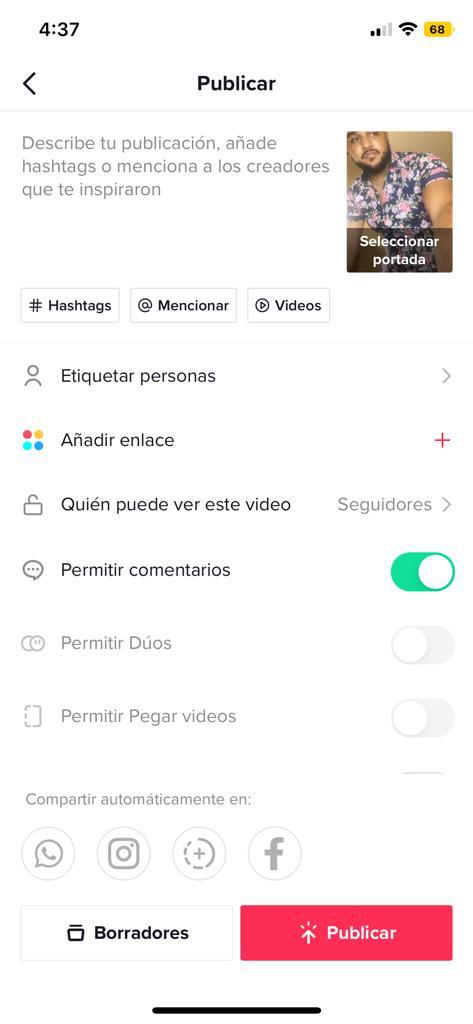 4:37
68
Publicar
Describe tu publicación, añade
hashtags o menciona a los creadores
que te inspiraron
Seleccionar
portada
# Hashtags
@ Mencionar
Videos
Etiquetar personas
Añadir enlace
Quién puede ver este video
Seguidores
Permitir comentarios
Permitir Dúos
Permitir Pegar videos
Compartir automáticamente en:
Borradores
Publicar